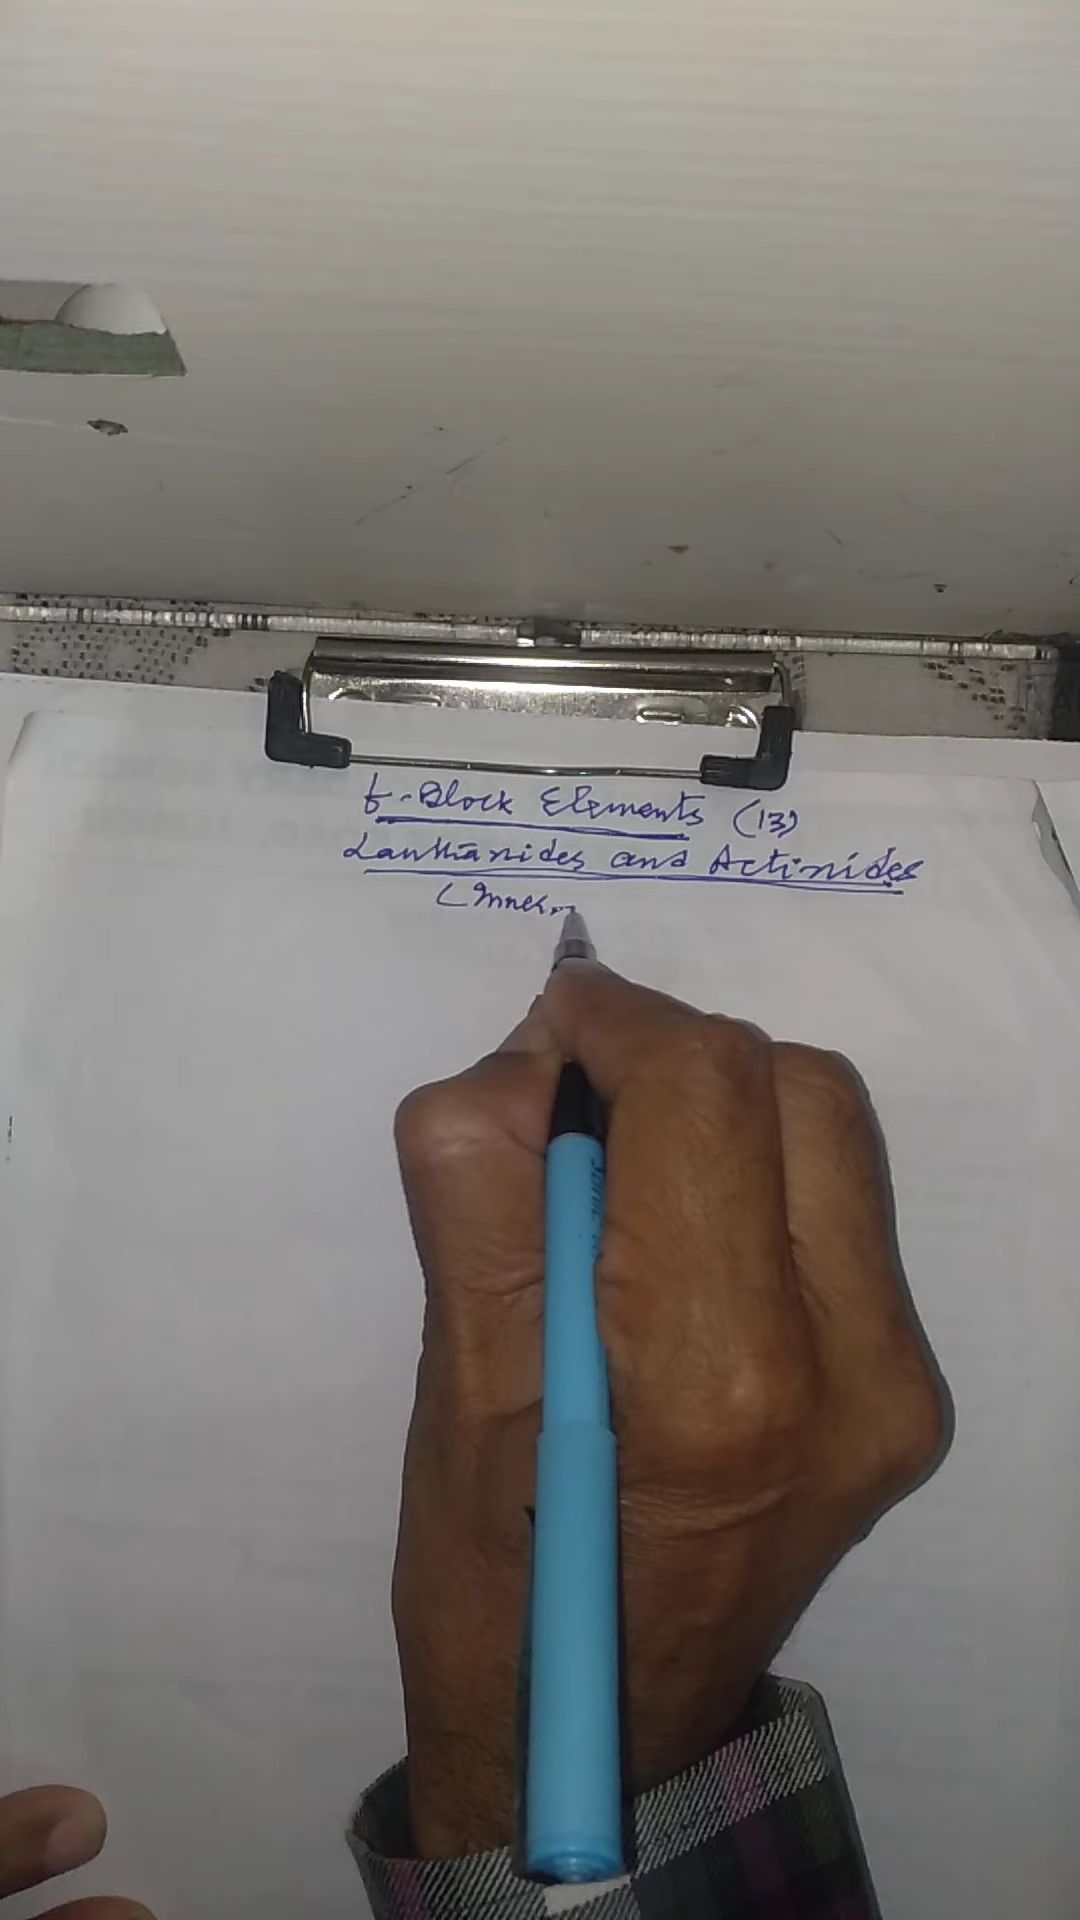 f-Block Elements (13)
Lanthanides and Actinides
(Inner